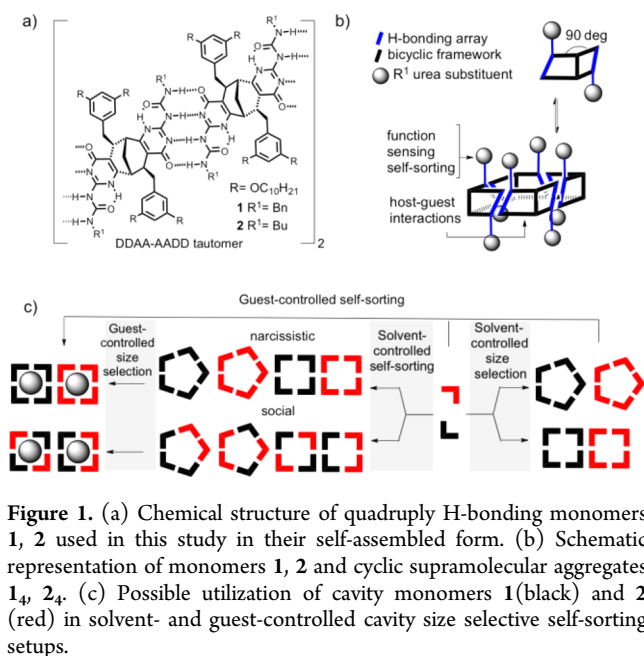 a)
R¹
N-H
O
N-H
H
N
N
O
R
R
R
R
R= OC₁₀H₂₁
1 R¹= Bn
2 R¹= Bu
DDAA-AADD tautomer
2
b)
H-bonding array
bicyclic framework
R¹ urea substituent
90 deg
function
sensing
self-sorting
host-guest
interactions
c)
Guest-controlled self-sorting
Guest-
controlled
size
selection
narcissistic
social
Solvent-
controlled
self-sorting
Solvent-
controlled
size
selection
Figure 1. (a) Chemical structure of quadruply H-bonding monomers
1, 2 used in this study in their self-assembled form. (b) Schematic
representation of monomers 1, 2 and cyclic supramolecular aggregates
1₄, 2₄. (c) Possible utilization of cavity monomers 1(black) and 2
(red) in solvent- and guest-controlled cavity size selective self-sorting
setups.